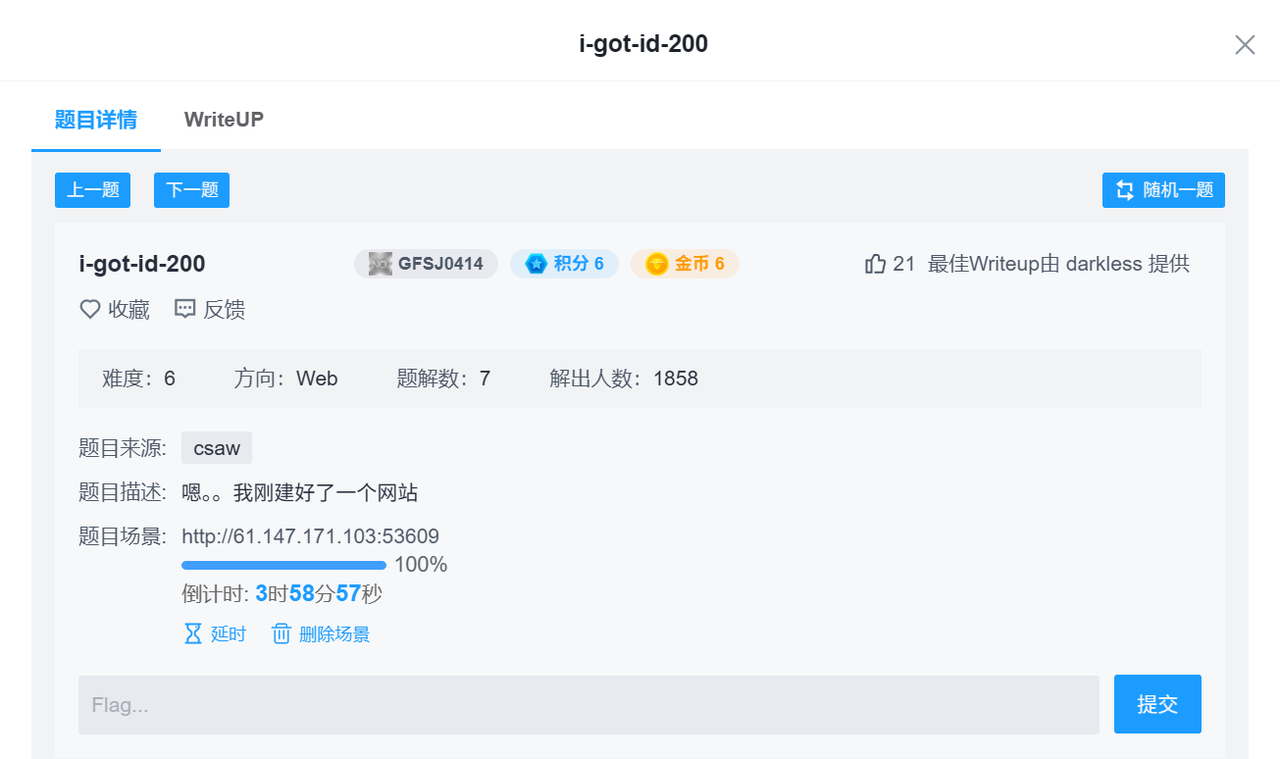 i-got-id-200
题目详情 WriteUP
上一题 下一题 随机一题
i-got-id-200 GFSJ0414 积分 6 金币 6 21 最佳Writeup由 darkless 提供
收藏 反馈
难度：6 方向：Web 题解数：7 解出人数：1858
题目来源: csaw
题目描述: 嗯。。我刚建好了一个网站
题目场景: http://61.147.171.103:53609
100%
倒计时: 3时58分57秒
延时 删除场景
Flag... 提交